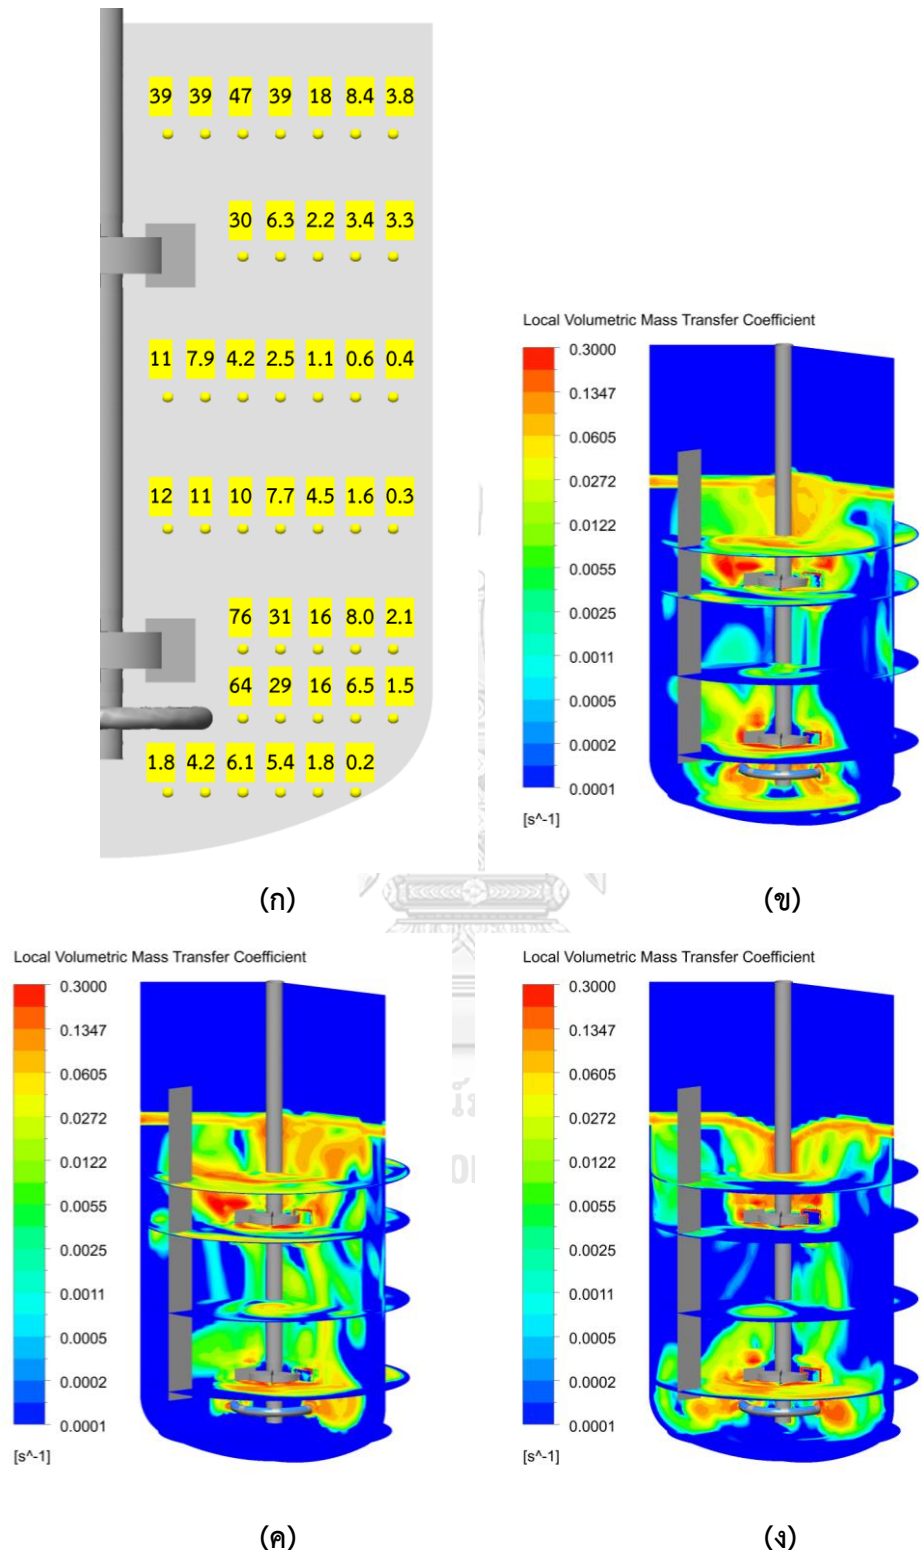 39 39 47 39 18 8.4 3.8
30 6.3 2.2 3.4 3.3
11 7.9 4.2 2.5 1.1 0.6 0.4
12 11 10 7.7 4.5 1.6 0.3
76 31 16 8.0 2.1
64 29 16 6.5 1.5
1.8 4.2 6.1 5.4 1.8 0.2
(ก)
Local Volumetric Mass Transfer Coefficient
0.3000
0.1347
0.0605
0.0272
0.0122
0.0055
0.0025
0.0011
0.0005
0.0002
0.0001
[s^-1]
(ข)
Local Volumetric Mass Transfer Coefficient
0.3000
0.1347
0.0605
0.0272
0.0122
0.0055
0.0025
0.0011
0.0005
0.0002
0.0001
[s^-1]
(ค)
Local Volumetric Mass Transfer Coefficient
0.3000
0.1347
0.0605
0.0272
0.0122
0.0055
0.0025
0.0011
0.0005
0.0002
0.0001
[s^-1]
(ง)